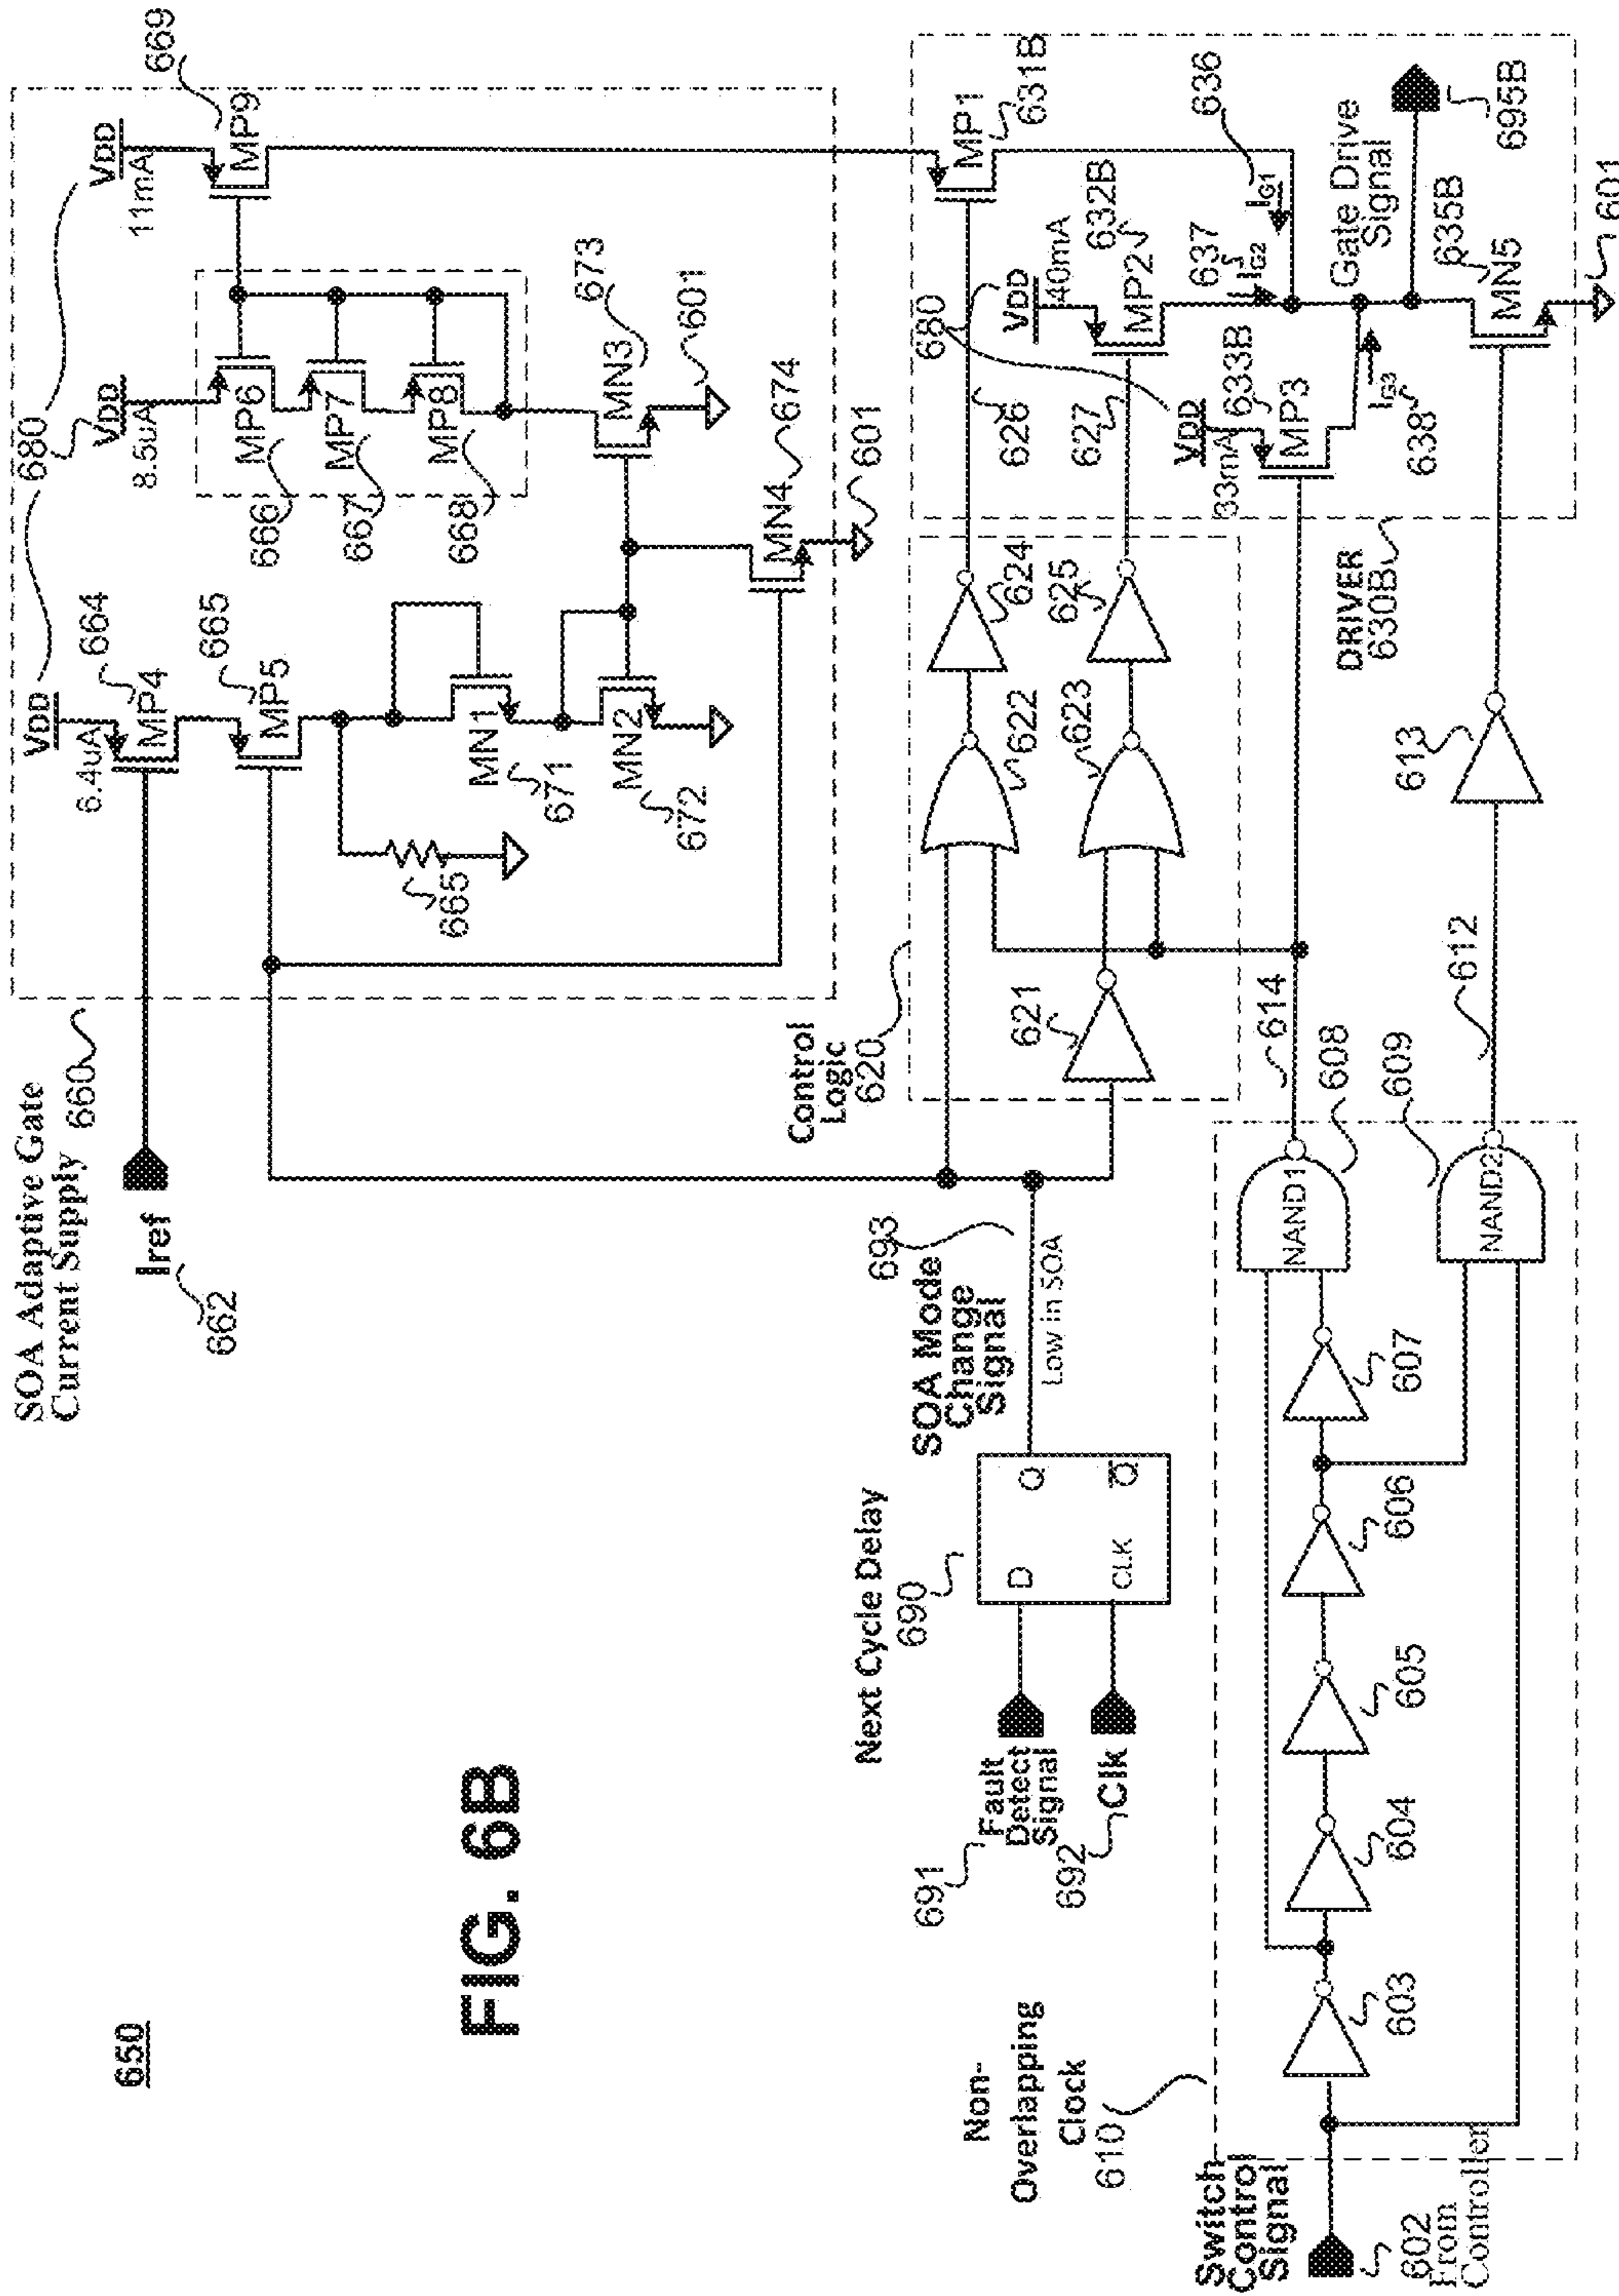 650
FIG. 6B
SOA Adaptive Gate
Current Supply 660
Iref
662
VDD
6.4uA
MP4
664
MP5
665
665
MN1
671
MN2
672
680
VDD
8.5uA
MP6
666
MP7
667
MP8
668
VDD
11mA
MP9
669
MN3
673
601
MN4
674
601
Next Cycle Delay
690
D
Q
CLK
Q
691
Fault
Detect
Signal
692
Clk
SOA Mode
Change
Signal
693
Low in SOA
Control
Logic
620
621
622
623
624
625
626
627
Non-
Overlapping
Clock
610
Switch
Control
Signal
602
From
Controller
603
604
605
606
607
NAND1
608
NAND2
609
614
612
613
DRIVER
630B
MP1
631B
680
VDD
40mA
MP2
632B
VDD
33mA
633B
MP3
636
IG1
637
IG2
IG3
638
Gate Drive
Signal
695B
635B
MN5
601